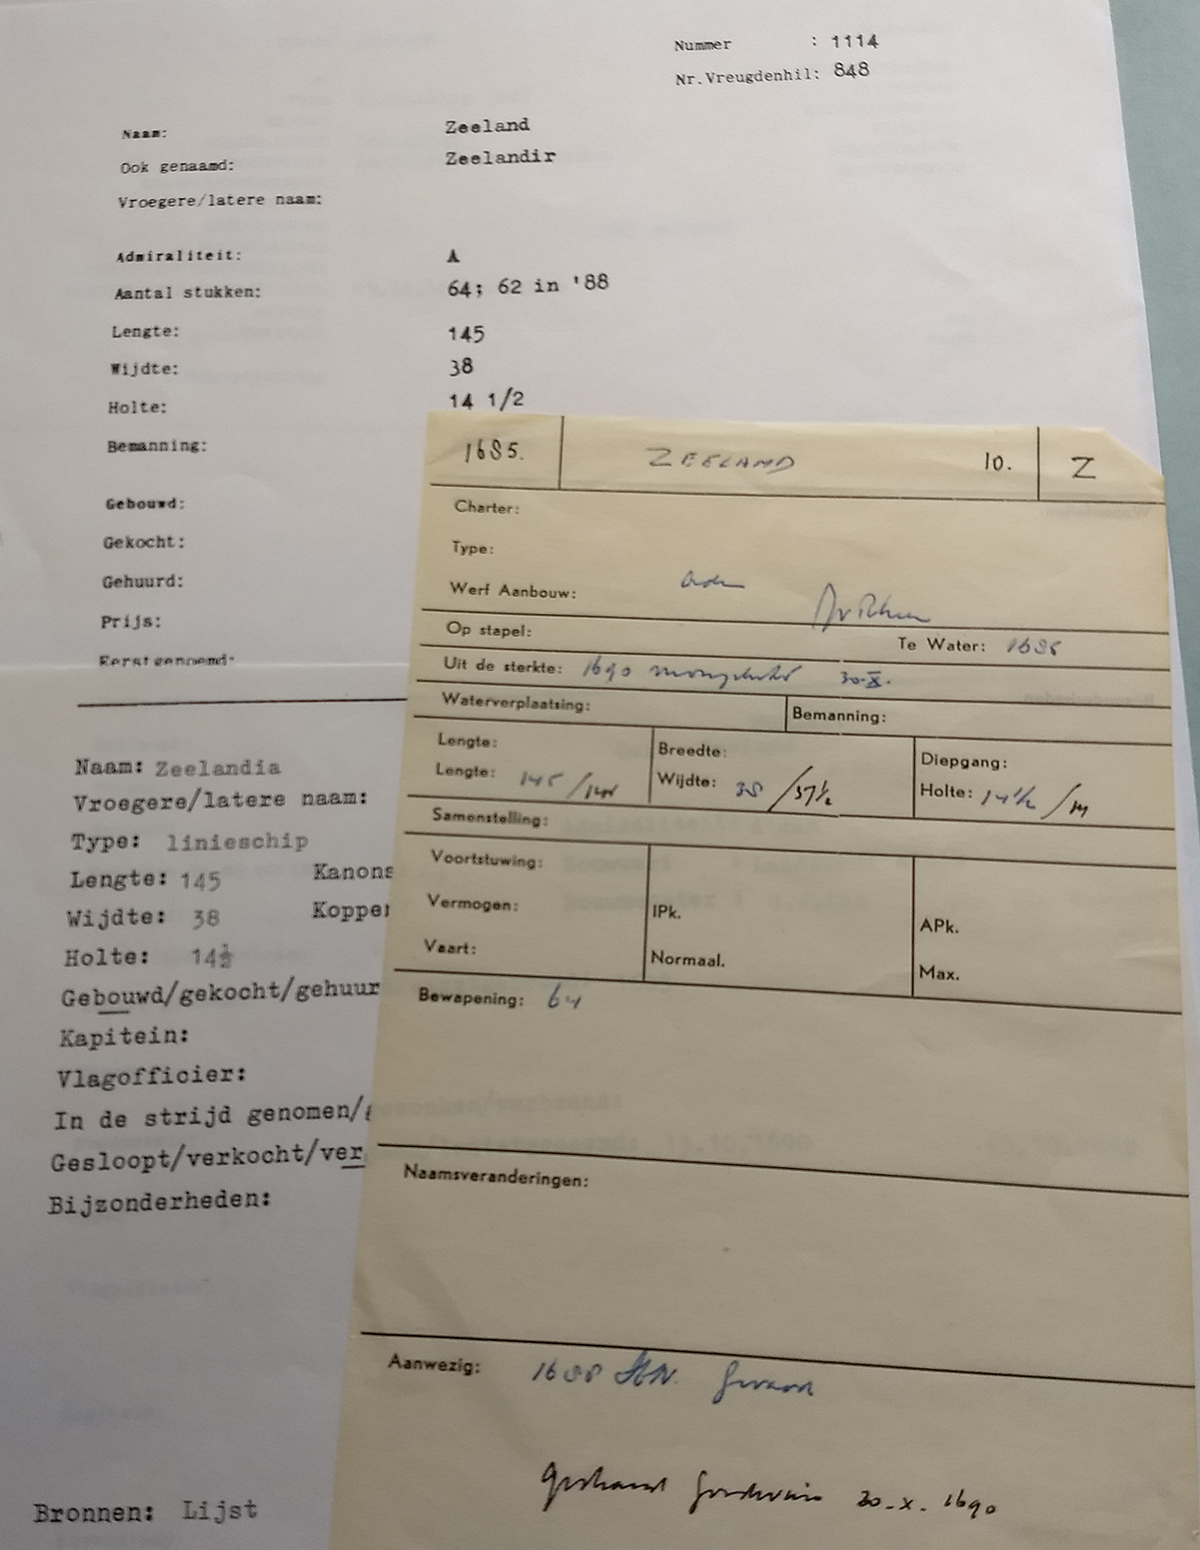 Nummer : 1114
Nr.Vreugdenhil: 848
Naam: Zeeland
Ook genaamd: Zeelandir
Vroegere/latere naam:
Admiraliteit: A
Aantal stukken: 64; 62 in '88
Lengte: 145
Wijdte: 38
Holte: 14 1/2
Bemanning:
Gebouwd:
Gekocht:
Gehuurd:
Prijs:
Eerstgenoemd:
Naam: Zeelandia
Vroegere/latere naam:
Type: linieschip
Lengte: 145 Kanons
Wijdte: 38 Koppe
Holte: 14½
Gebouwd/gekocht/gehuur
Kapitein:
Vlagofficier:
In de strijd genomen/
Gesloopt/verkocht/ver
Bijzonderheden:
Bronnen: Lijst
1685. ZEELAND 10. Z
Charter:
Type:
Werf Aanbouw:
Op stapel: Te Water: 1685
Uit de sterkte: 1690 30-X.
Waterverplaatsing: Bemanning:
Lengte: Breedte: Diepgang:
Lengte: 145 / Wijdte: 38 / 37½ Holte: 14½ / 14
Samenstelling:
Voortstuwing:
Vermogen: IPk. APk.
Vaart: Normaal. Max.
Bewapening: 64
Naamsveranderingen:
Aanwezig: 1688
30-X. 1690